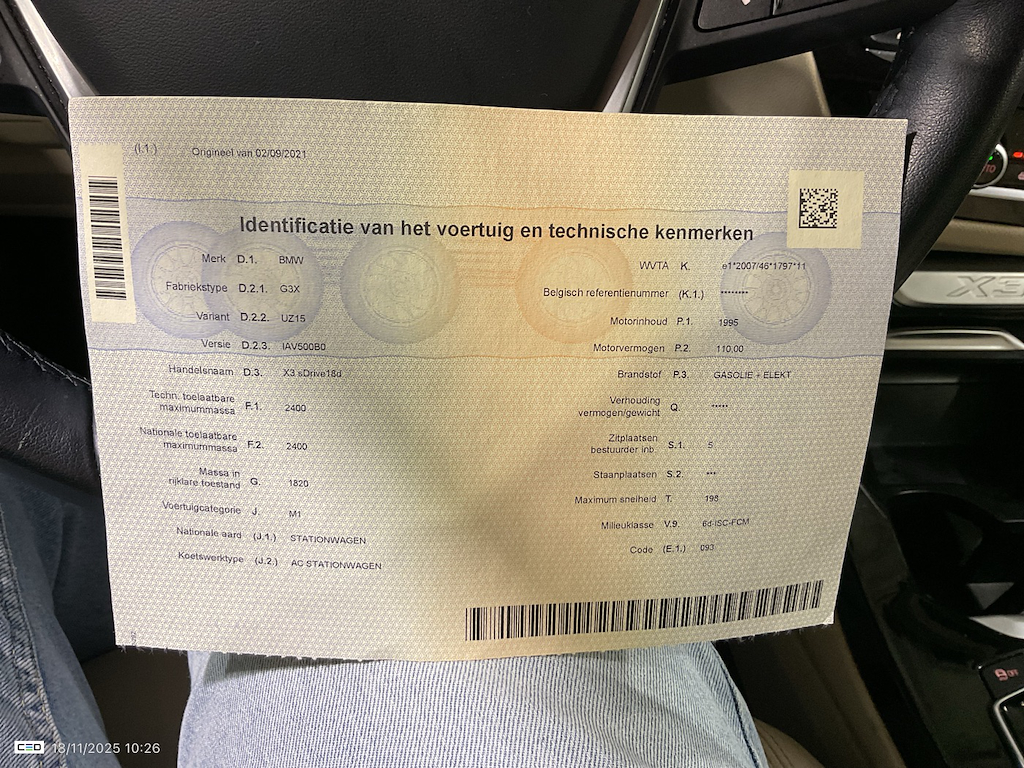 (I.1.) Origineel van 02/09/2021
Identificatie van het voertuig en technische kenmerken
Merk D.1. BMW
Fabriekstype D.2.1. G3X
Variant D.2.2. UZ15
Versie D.2.3. IAV500B0
Handelsnaam D.3. X3 sDrive18d
Techn. toelaatbare
maximummassa F.1. 2400
Nationale toelaatbare
maximummassa F.2. 2400
Massa in
rijklare toestand G. 1820
Voertuigcategorie J. M1
Nationale aard (J.1.) STATIONWAGEN
Koetswerktype (J.2.) AC STATIONWAGEN
WVTA K. e1*2007/46*1797*11
Belgisch referentienummer (K.1.) ********
Motorinhoud P.1. 1995
Motorvermogen P.2. 110.00
Brandstof P.3. GASOLIE + ELEKT
Verhouding
vermogen/gewicht Q. *****
Zitplaatsen
bestuurder inb. S.1. 5
Staanplaatsen S.2. ***
Maximum snelheid T. 198
Milieuklasse V.9. 6d-ISC-FCM
Code (E.1.) 093
X3
OFF
CEO 18/11/2025 10:26